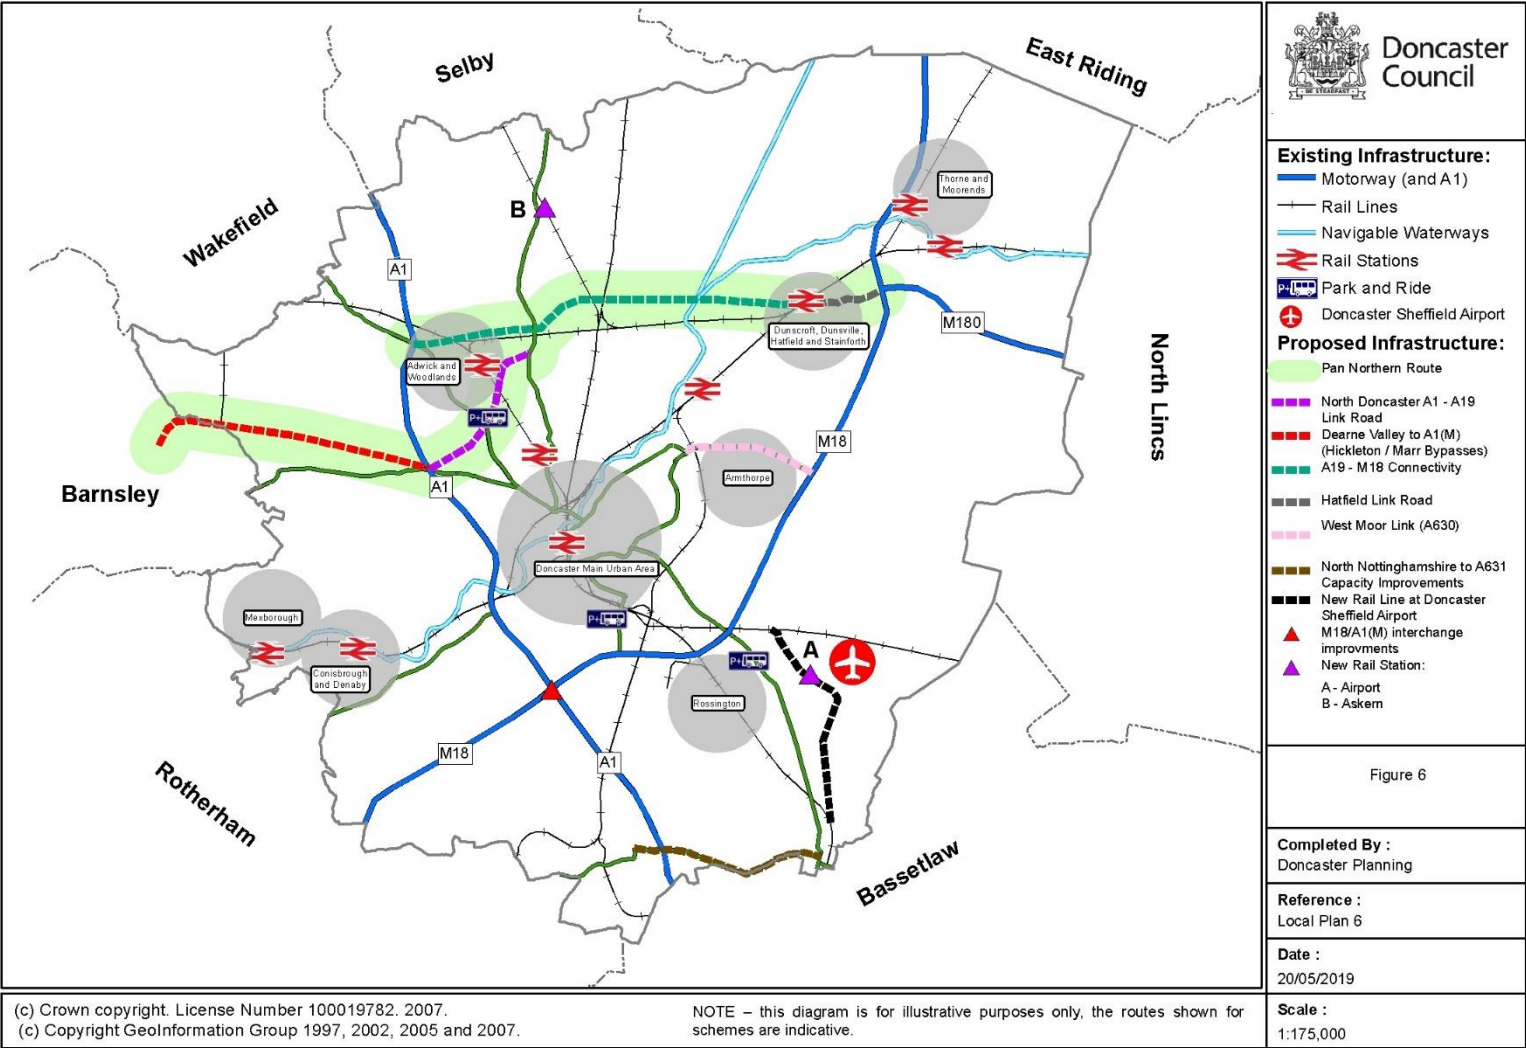 Selby
East Riding
Wakefield
Barnsley
Rotherham
Bassetlaw
North Lincs
A1
B
Thorne and
Moorends
M180
Dunscroft, Dunsville,
Hatfield and Stainforth
Adwick and
Woodlands
P+
M18
A1
Armthorpe
Doncaster Main Urban Area
Mexborough
P+
Conisbrough
and Denaby
A
P+
Rossington
M18
A1
Doncaster
Council
BE STEADFAST
Existing Infrastructure:
Motorway (and A1)
Rail Lines
Navigable Waterways
Rail Stations
P+ Park and Ride
Doncaster Sheffield Airport
Proposed Infrastructure:
Pan Northern Route
North Doncaster A1 - A19
Link Road
Dearne Valley to A1(M)
(Hickleton / Marr Bypasses)
A19 - M18 Connectivity
Hatfield Link Road
West Moor Link (A630)
North Nottinghamshire to A631
Capacity Improvements
New Rail Line at Doncaster
Sheffield Airport
M18/A1(M) interchange
improvments
New Rail Station:
A - Airport
B - Askern
Figure 6
Completed By :
Doncaster Planning
Reference :
Local Plan 6
Date :
20/05/2019
Scale :
1:175,000
(c) Crown copyright. License Number 100019782. 2007.
(c) Copyright GeoInformation Group 1997, 2002, 2005 and 2007.
NOTE – this diagram is for illustrative purposes only, the routes shown for
schemes are indicative.